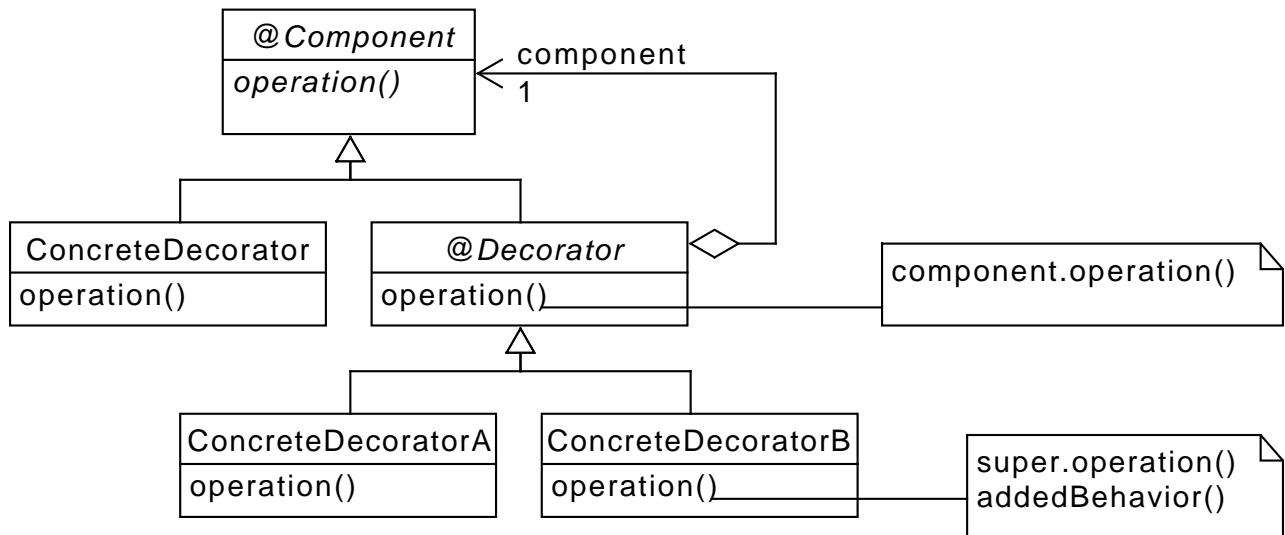 @Component
operation()
component
1
ConcreteDecorator
operation()
@Decorator
operation()
component.operation()
ConcreteDecoratorA
operation()
ConcreteDecoratorB
operation()
super.operation()
addedBehavior()